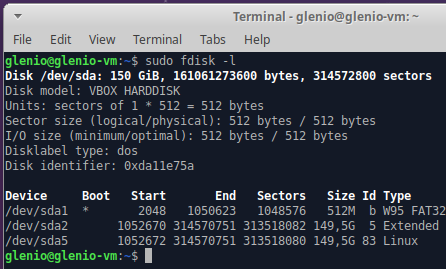 Terminal - glenio@glenio-vm: ~
File Edit View Terminal Tabs Help
glenio@glenio-vm:~$ sudo fdisk -l
Disk /dev/sda: 150 GiB, 161061273600 bytes, 314572800 sectors
Disk model: VBOX HARDDISK
Units: sectors of 1 * 512 = 512 bytes
Sector size (logical/physical): 512 bytes / 512 bytes
I/O size (minimum/optimal): 512 bytes / 512 bytes
Disklabel type: dos
Disk identifier: 0xda11e75a
Device Boot Start End Sectors Size Id Type
/dev/sda1 * 2048 1050623 1048576 512M b W95 FAT32
/dev/sda2 1052670 314570751 313518082 149,5G 5 Extended
/dev/sda5 1052672 314570751 313518080 149,5G 83 Linux
glenio@glenio-vm:~$